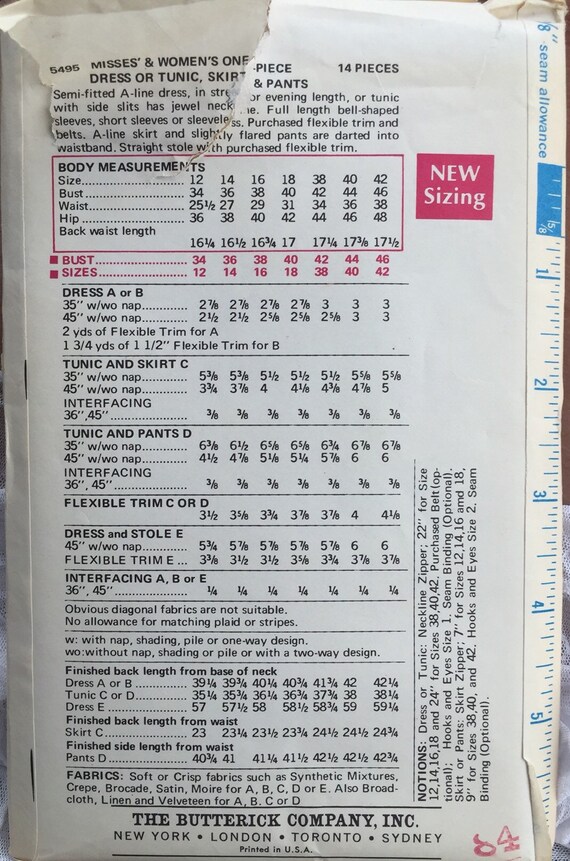 5495 MISSES' & WOMEN'S ONE-PIECE 14 PIECES
DRESS OR TUNIC, SKIRT & PANTS
Semi-fitted A-line dress, in street or evening length, or tunic
with side slits has jewel neckline. Full length bell-shaped
sleeves, short sleeves or sleeveless. Purchased flexible trim and
belts. A-line skirt and slightly flared pants are darted into
waistband. Straight stole with purchased flexible trim.
BODY MEASUREMENTS
Size 12 14 16 18 38 40 42
Bust 34 36 38 40 42 44 46
Waist 25½ 27 29 31 34 36 38
Hip 36 38 40 42 44 46 48
Back waist length
16¼ 16½ 16¾ 17 17¼ 17⅜ 17½
BUST 34 36 38 40 42 44 46
SIZES 12 14 16 18 38 40 42
NEW
Sizing
DRESS A or B
35" w/wo nap 2⅞ 2⅞ 2⅞ 2⅞ 3 3 3
45" w/wo nap 2½ 2½ 2⅝ 2⅝ 2⅝ 3 3
2 yds of Flexible Trim for A
1 3/4 yds of 1 1/2" Flexible Trim for B
TUNIC AND SKIRT C
35" w/wo nap 5⅜ 5⅜ 5½ 5½ 5½ 5⅝ 5⅝
45" w/wo nap 3¾ 3⅞ 4 4⅛ 4⅜ 4⅞ 5
INTERFACING
36", 45" ⅜ ⅜ ⅜ ⅜ ⅜ ⅜ ⅜
TUNIC AND PANTS D
35" w/wo nap 6⅜ 6½ 6⅝ 6⅝ 6¾ 6⅞ 6⅞
45" w/wo nap 4½ 4⅞ 5⅛ 5¼ 5⅞ 6 6
INTERFACING
36", 45" ⅜ ⅜ ⅜ ⅜ ⅜ ⅜ ⅜
FLEXIBLE TRIM C OR D
3½ 3⅝ 3¾ 3⅞ 3⅞ 4 4⅛
DRESS and STOLE E
45" w/wo nap 5¾ 5⅞ 5⅞ 5⅞ 5⅞ 6 6
FLEXIBLE TRIM E 3⅜ 3½ 3½ 3⅝ 3¾ 3⅞ 3⅞
INTERFACING A, B or E
36", 45" ¼ ¼ ¼ ¼ ¼ ¼ ¼
Obvious diagonal fabrics are not suitable.
No allowance for matching plaid or stripes.
w: with nap, shading, pile or one-way design.
wo:without nap, shading or pile or with a two-way design.
Finished back length from base of neck
Dress A or B 39¼ 39¾ 40¼ 40¾ 41¾ 42 42¼
Tunic C or D 35¼ 35¾ 36¼ 36¾ 37¾ 38 38¼
Dress E 57 57½ 58 58½ 58¾ 59 59¼
Finished back length from waist
Skirt C 23 23¼ 23½ 23¾ 24½ 24½ 24¾
Finished side length from waist
Pants D 40¾ 41 41¼ 41½ 42½ 42½ 42¾
FABRICS: Soft or Crisp fabrics such as Synthetic Mixtures,
Crepe, Brocade, Satin, Moire for A, B, C, D or E. Also Broad-
cloth, Linen and Velveteen for A, B, C or D
THE BUTTERICK COMPANY, INC.
NEW YORK • LONDON • TORONTO • SYDNEY
Printed in U.S.A.
84
NOTIONS: Dress or Tunic: Neckline Zipper; 22" for Size
12,14,16,18 and 24" for Sizes 38,40,42. Purchased Belt(op-
tional); Hooks and Eyes Size 1. Seam Binding (Optional).
Skirt or Pants: Skirt Zipper; 7" for Sizes 12,14,16 amd 18,
9" for Sizes 38,40, and 42. Hooks and Eyes Size 2. Seam
Binding (Optional).
/8" seam allowance
5/8
1
2
3
4
5